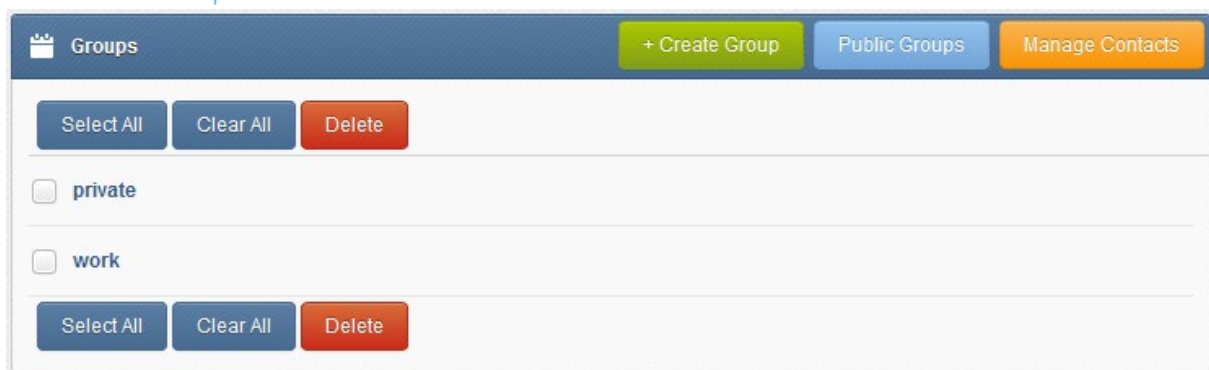 Groups + Create Group Public Groups Manage Contacts
Select All Clear All Delete
private
work
Select All Clear All Delete